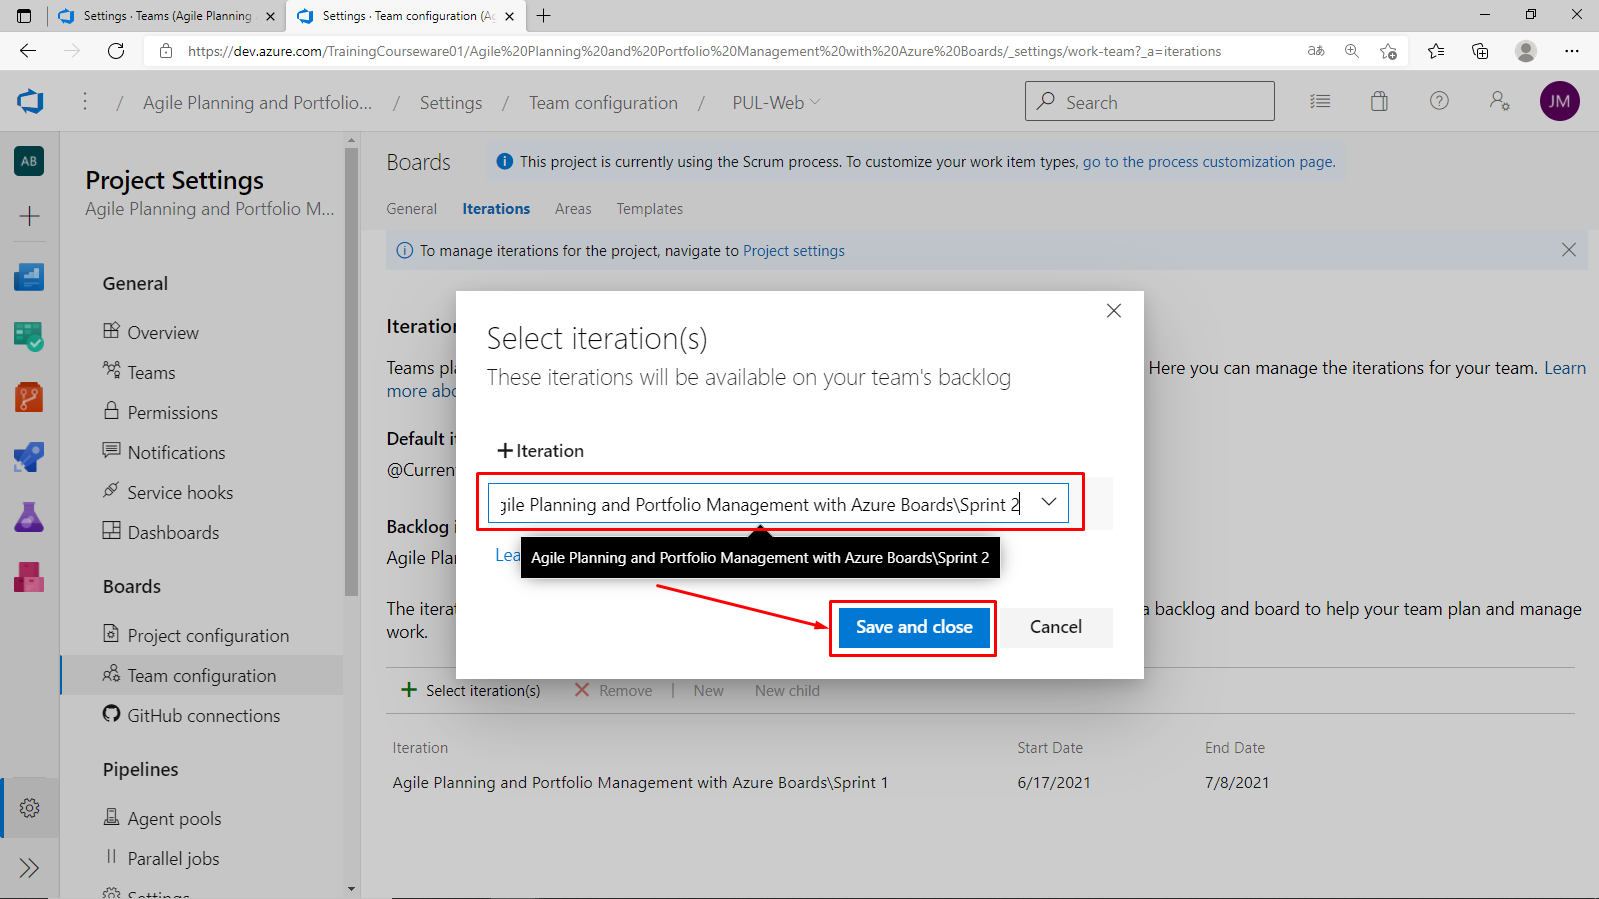 Settings · Teams (Agile Planning
Settings · Team configuration (Ag
https://dev.azure.com/TrainingCourseware01/Agile%20Planning%20and%20Portfolio%20Management%20with%20Azure%20Boards/_settings/work-team?_a=iterations
aあ
/ Agile Planning and Portfolio... / Settings / Team configuration / PUL-Web
Search
JM
AB
Project Settings
Agile Planning and Portfolio M...
General
Overview
Teams
Permissions
Notifications
Service hooks
Dashboards
Boards
Project configuration
Team configuration
GitHub connections
Pipelines
Agent pools
Parallel jobs
Settings
Boards
This project is currently using the Scrum process. To customize your work item types, go to the process customization page.
General Iterations Areas Templates
To manage iterations for the project, navigate to Project settings
Iteration
Teams pla
Here you can manage the iterations for your team. Learn
more abo
Default it
@Current
Backlog i
Agile Plan
The iterat
a backlog and board to help your team plan and manage
work.
Select iteration(s)
These iterations will be available on your team's backlog
+ Iteration
gile Planning and Portfolio Management with Azure Boards\Sprint 2
Lea
Agile Planning and Portfolio Management with Azure Boards\Sprint 2
Save and close
Cancel
+ Select iteration(s) Remove | New New child
Iteration Start Date End Date
Agile Planning and Portfolio Management with Azure Boards\Sprint 1 6/17/2021 7/8/2021